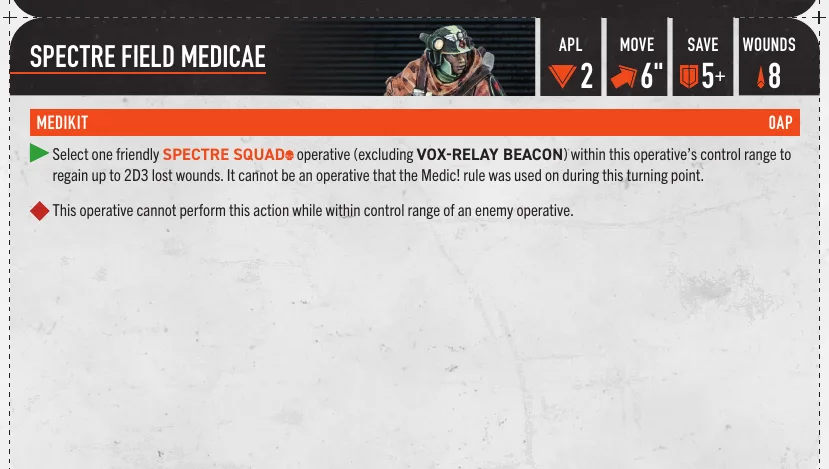 SPECTRE FIELD MEDICAE
APL
2
MOVE
6"
SAVE
5+
WOUNDS
8
MEDIKIT 0AP
Select one friendly SPECTRE SQUAD operative (excluding VOX-RELAY BEACON) within this operative's control range to
regain up to 2D3 lost wounds. It cannot be an operative that the Medic! rule was used on during this turning point.
This operative cannot perform this action while within control range of an enemy operative.